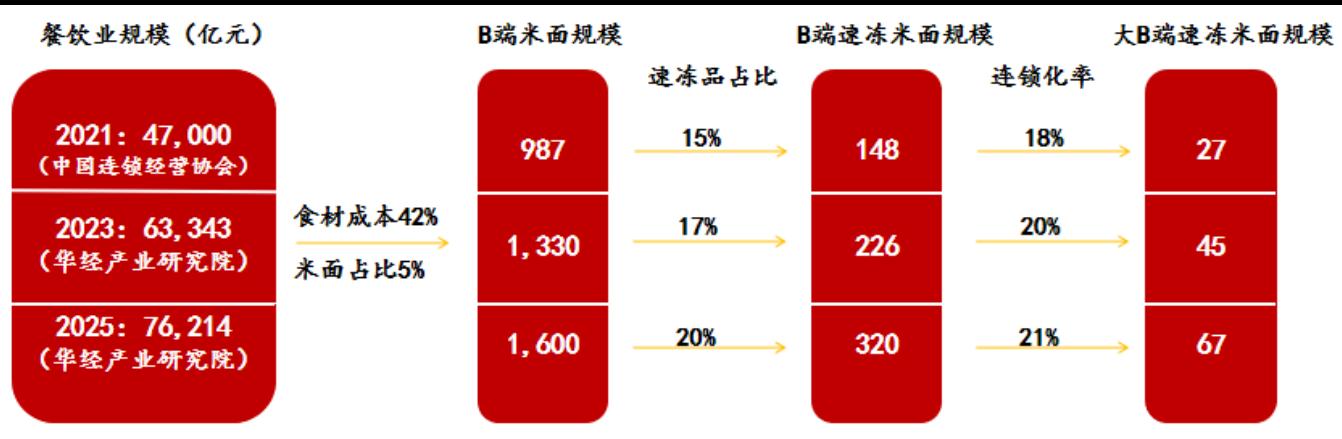 餐饮业规模（亿元）
B端米面规模
B端速冻米面规模
大B端速冻米面规模
速冻品占比
连锁化率
2021: 47,000
（中国连锁经营协会）
987
15%
148
18%
27
食材成本42%
米面占比5%
2023: 63,343
（华经产业研究院）
1,330
17%
226
20%
45
2025: 76,214
（华经产业研究院）
1,600
20%
320
21%
67